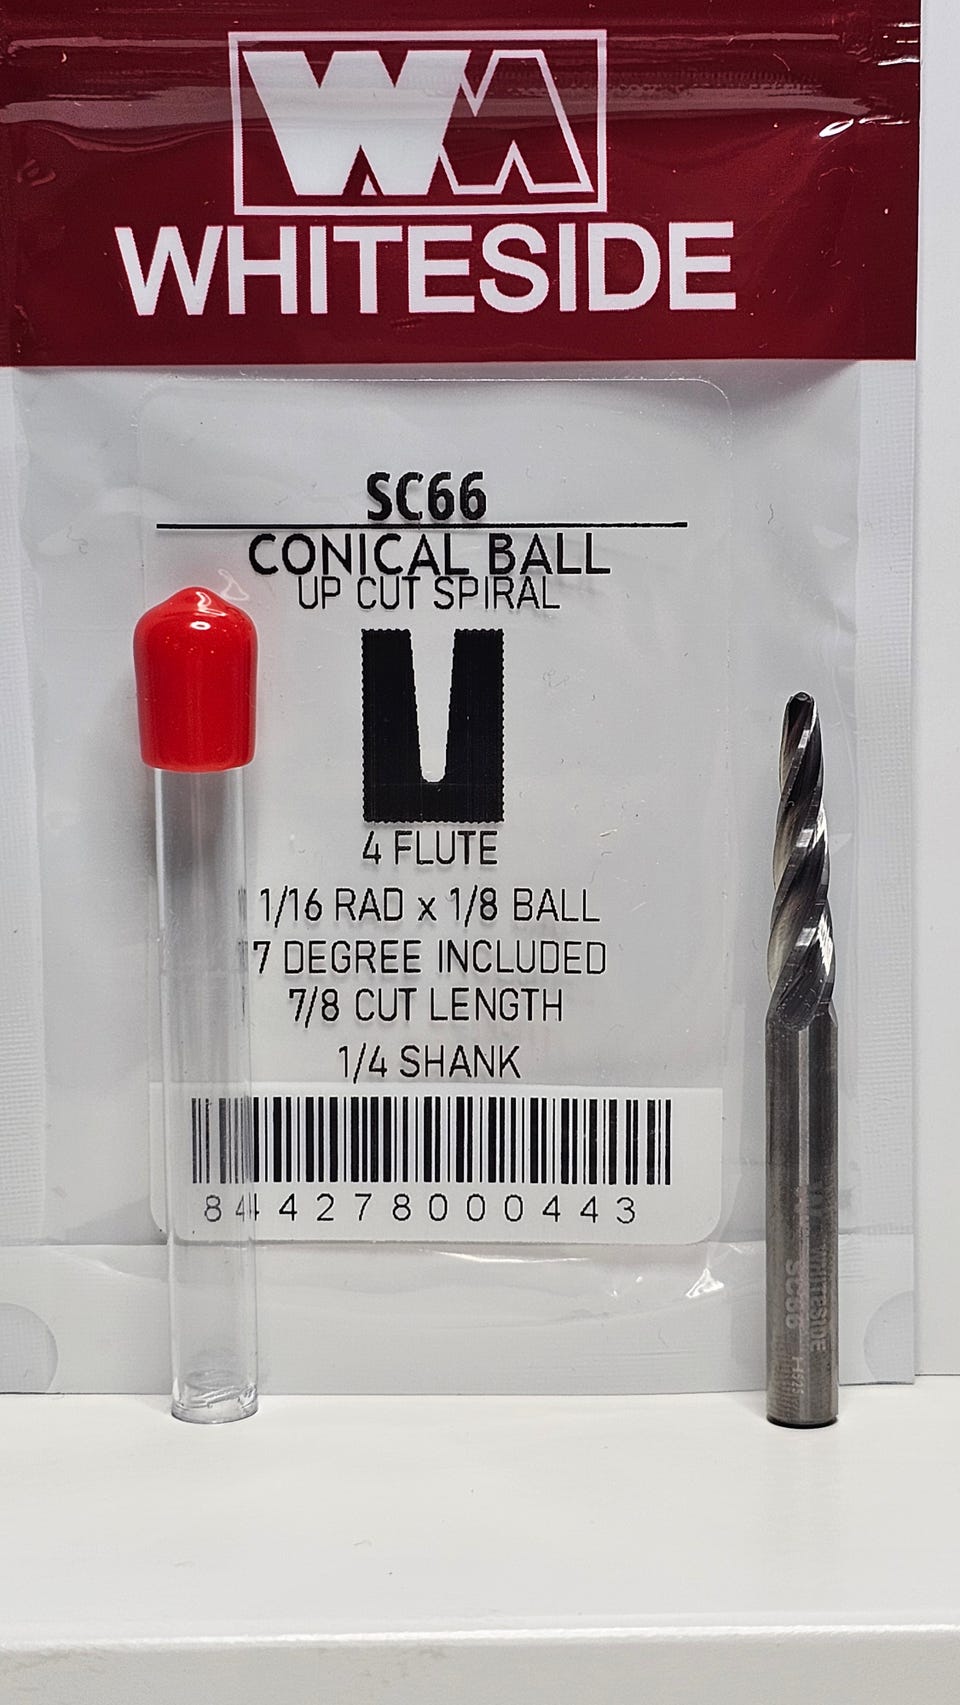 WHITESIDE
SC66
CONICAL BALL
UP CUT SPIRAL
4 FLUTE
1/16 RAD x 1/8 BALL
7 DEGREE INCLUDED
7/8 CUT LENGTH
1/4 SHANK
844278000443
WHITESIDE
SC66